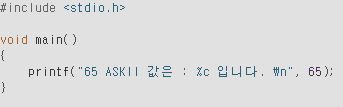 #include <stdio.h>
void main()
{
printf("65 ASKII 값은 : %c 입니다. ₩n", 65);
}